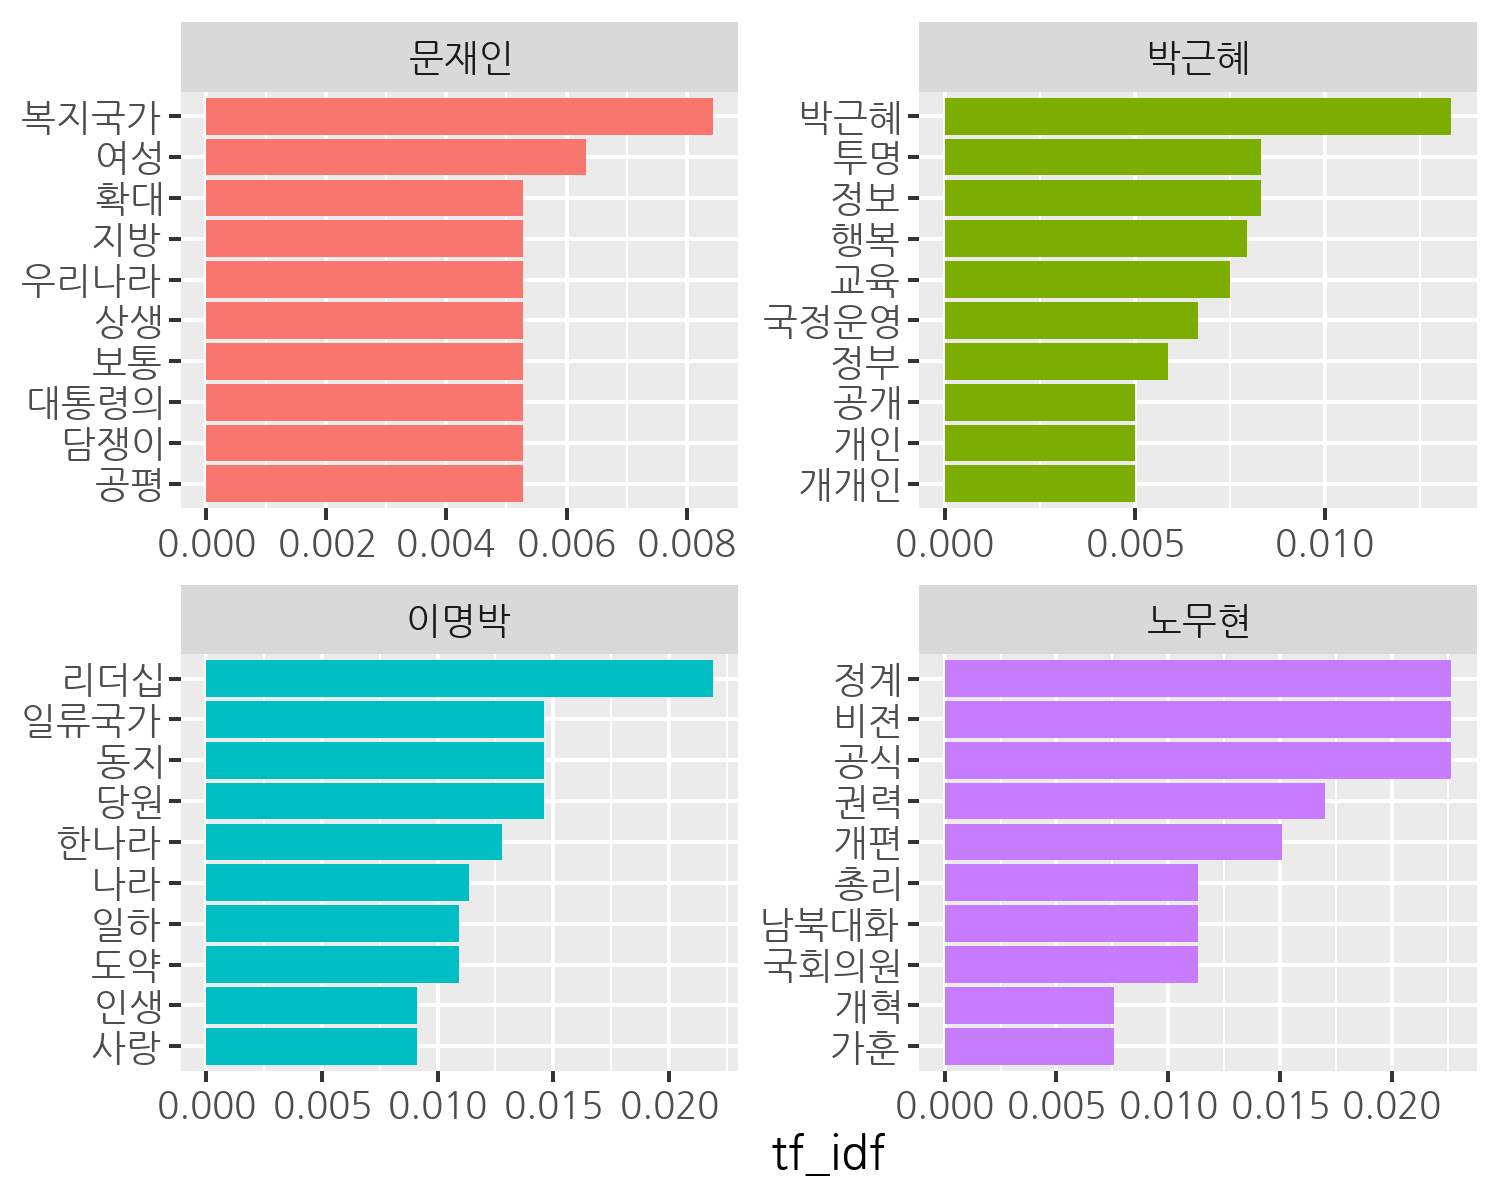 문재인
복지국가
여성
확대
지방
우리나라
상생
보통
대통령의
담쟁이
공평
0.000 0.002 0.004 0.006 0.008
박근혜
박근혜
투명
정보
행복
교육
국정운영
정부
공개
개인
개개인
0.000 0.005 0.010
이명박
리더십
일류국가
동지
당원
한나라
나라
일하
도약
인생
사랑
0.000 0.005 0.010 0.015 0.020
노무현
정계
비젼
공식
권력
개편
총리
남북대화
국회의원
개혁
가훈
0.000 0.005 0.010 0.015 0.020
tf_idf